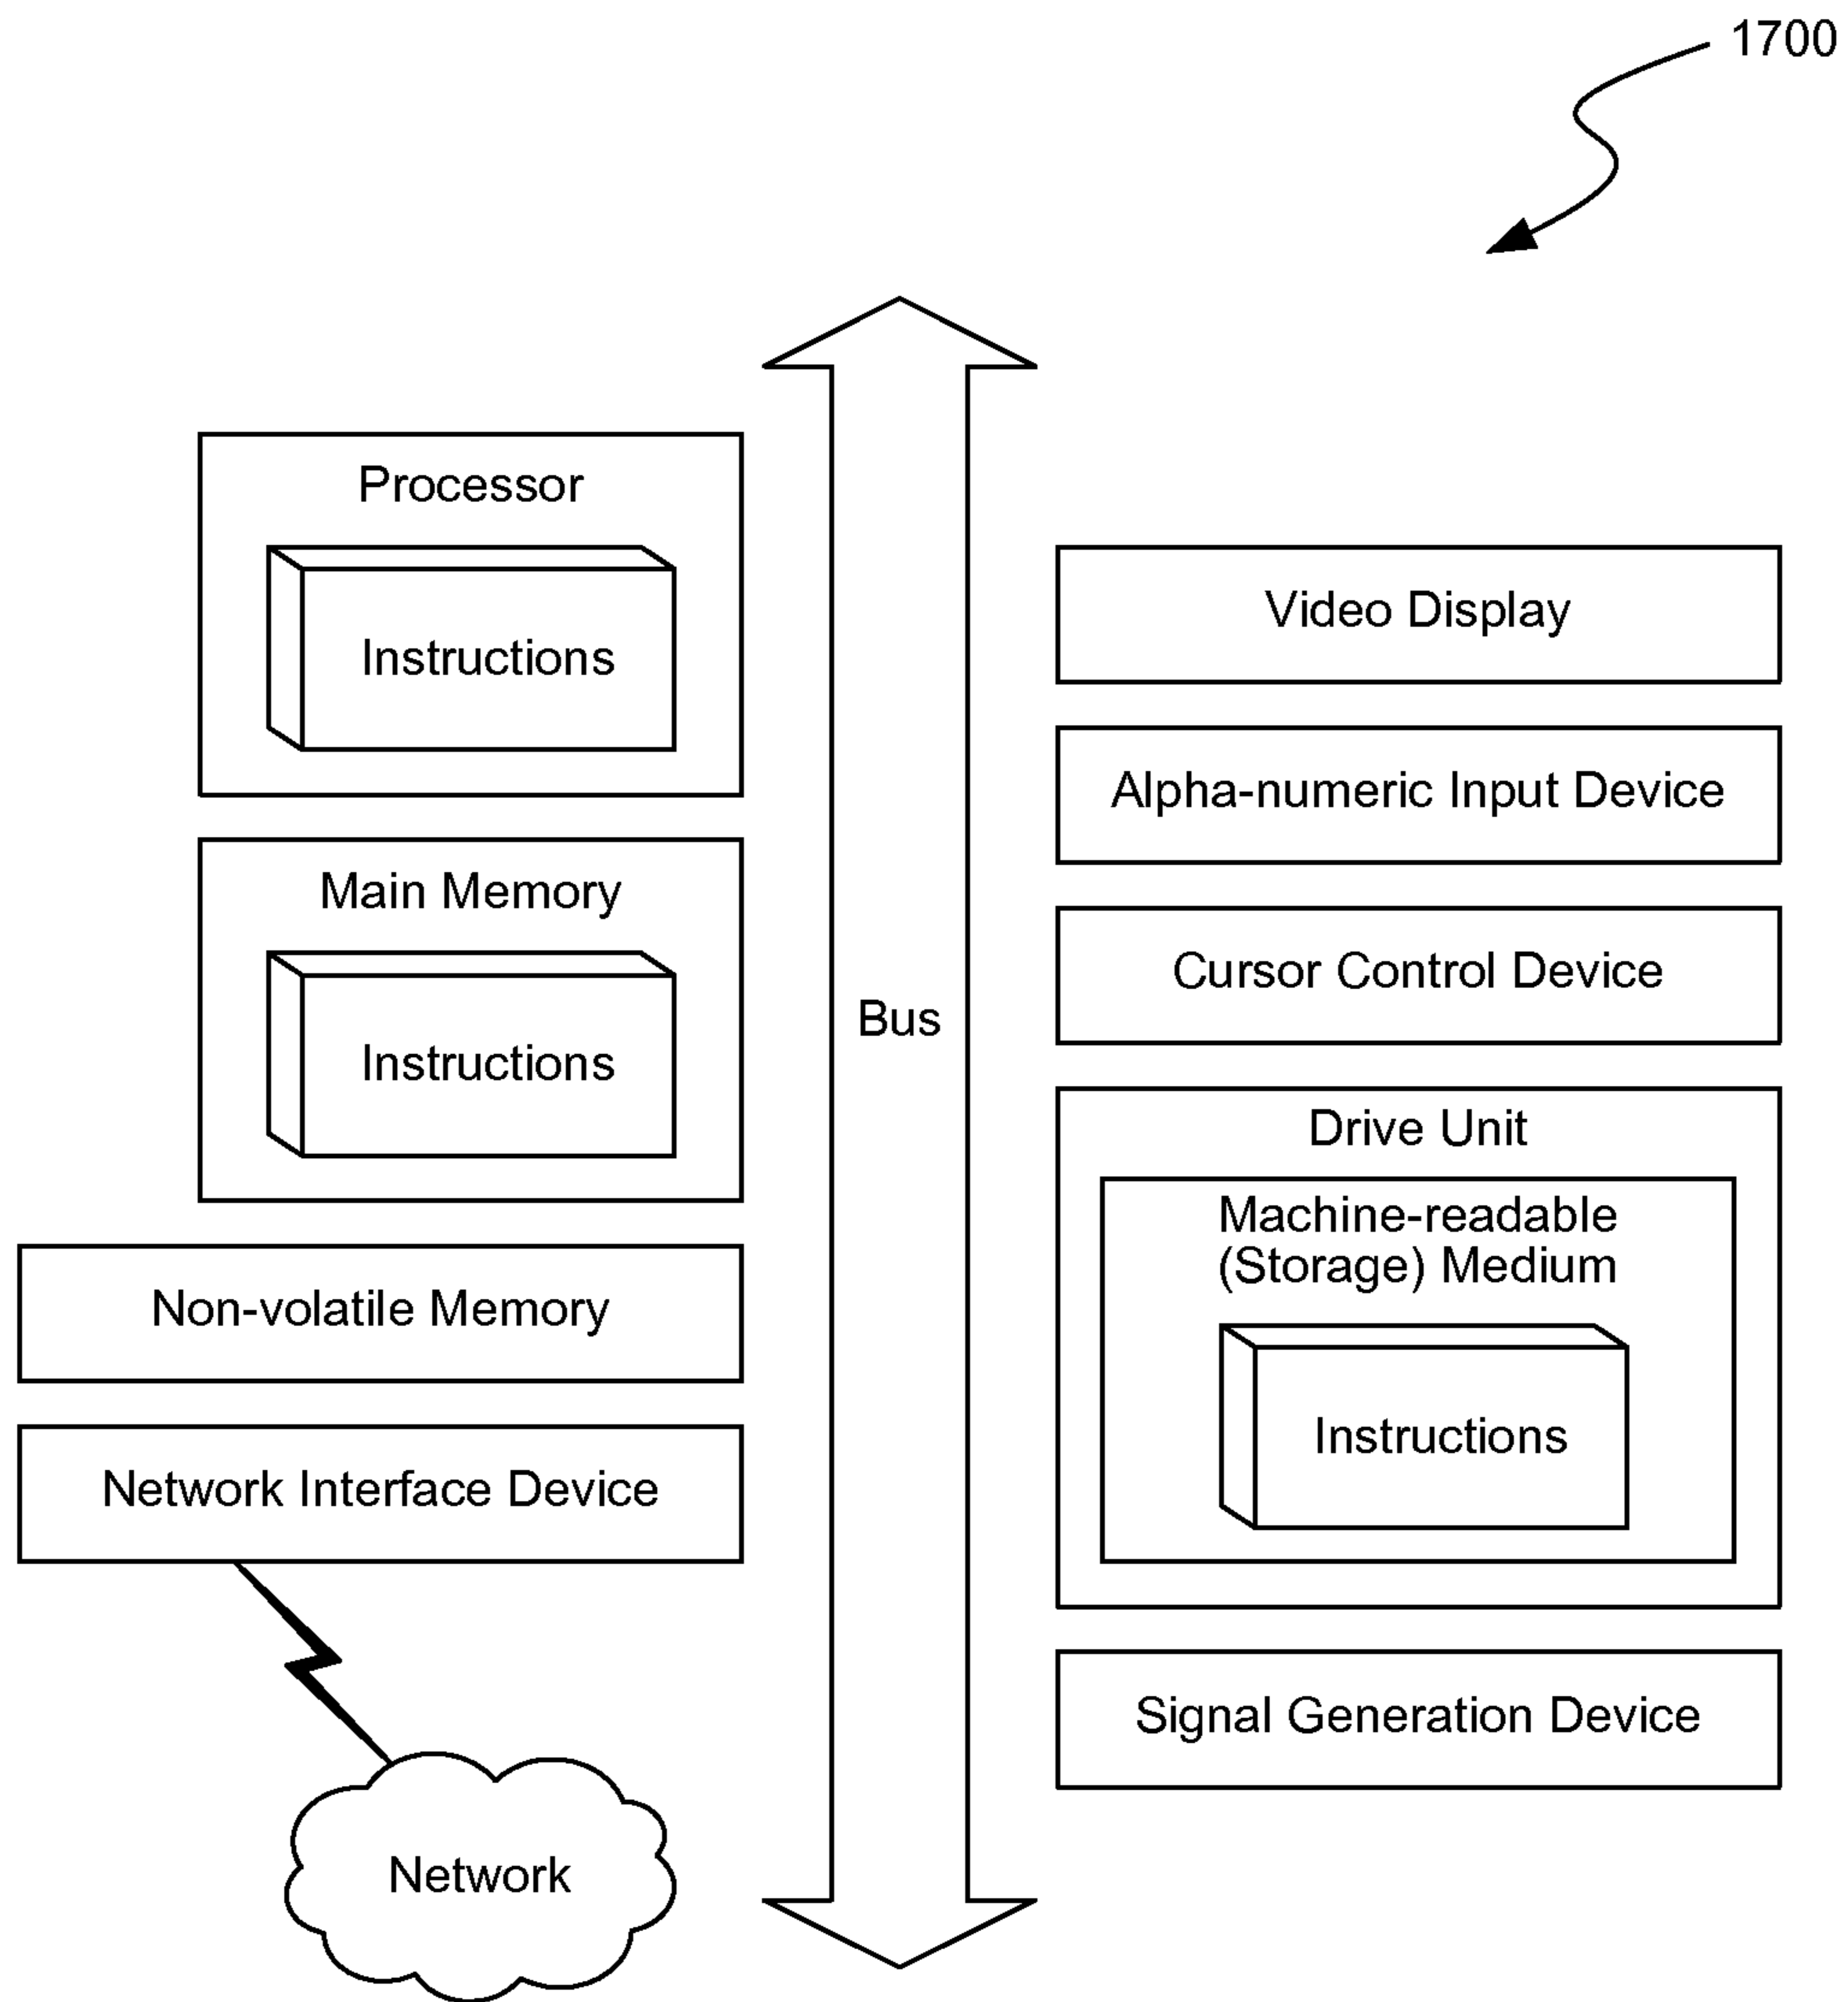 1700
Processor
Instructions
Main Memory
Instructions
Non-volatile Memory
Network Interface Device
Network
Bus
Video Display
Alpha-numeric Input Device
Cursor Control Device
Drive Unit
Machine-readable
(Storage) Medium
Instructions
Signal Generation Device